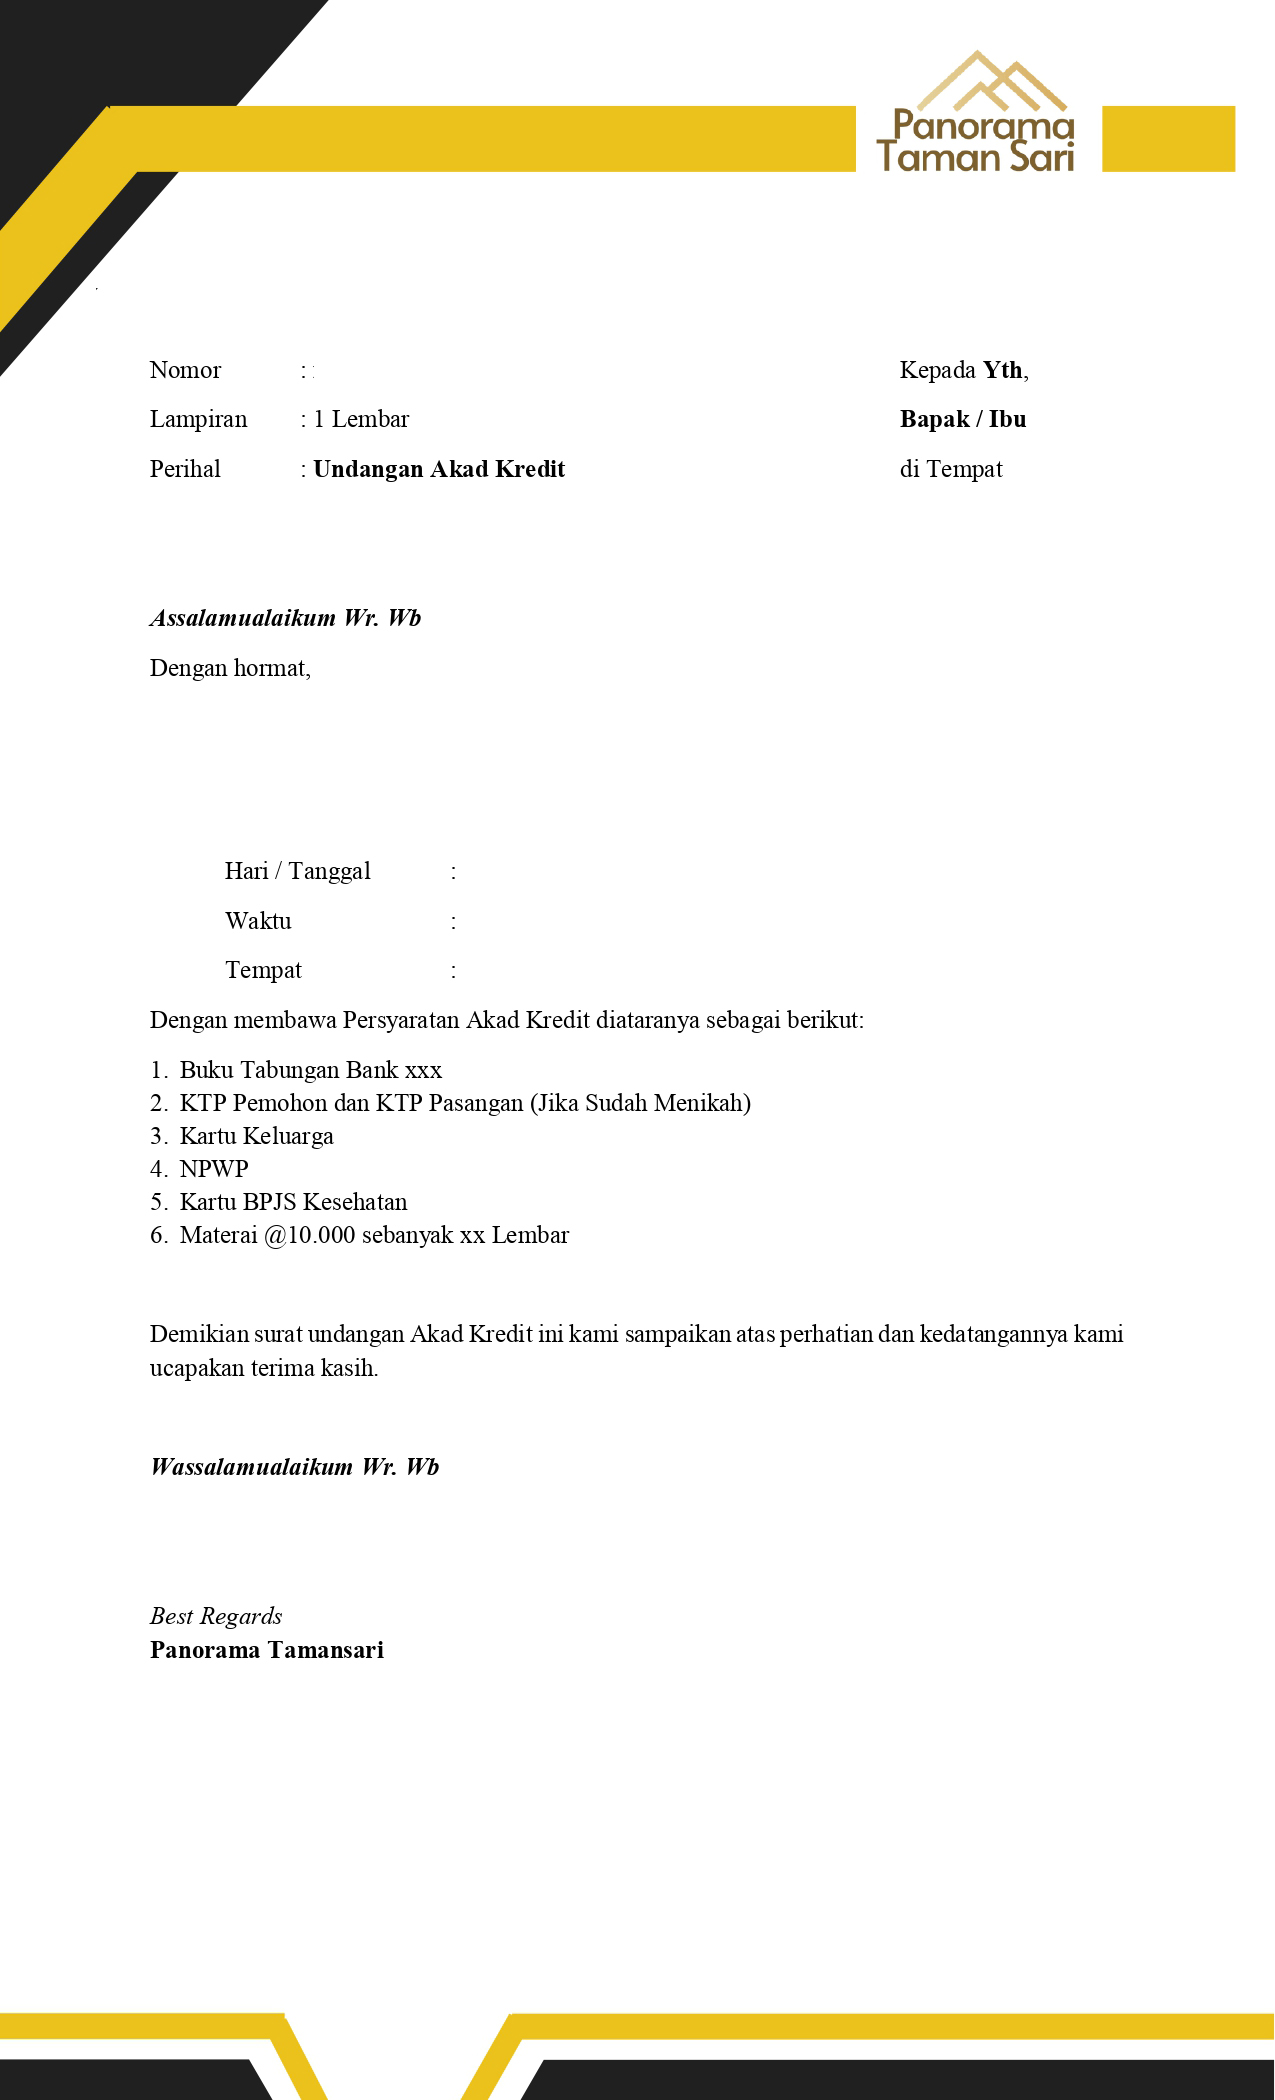 Panorama
Taman Sari
Nomor : Kepada Yth,
Lampiran : 1 Lembar Bapak / Ibu
Perihal : Undangan Akad Kredit di Tempat
Assalamualaikum Wr. Wb
Dengan hormat,
Hari / Tanggal :
Waktu :
Tempat :
Dengan membawa Persyaratan Akad Kredit diataranya sebagai berikut:
1. Buku Tabungan Bank xxx
2. KTP Pemohon dan KTP Pasangan (Jika Sudah Menikah)
3. Kartu Keluarga
4. NPWP
5. Kartu BPJS Kesehatan
6. Materai @10.000 sebanyak xx Lembar
Demikian surat undangan Akad Kredit ini kami sampaikan atas perhatian dan kedatangannya kami
ucapakan terima kasih.
Wassalamualaikum Wr. Wb
Best Regards
Panorama Tamansari